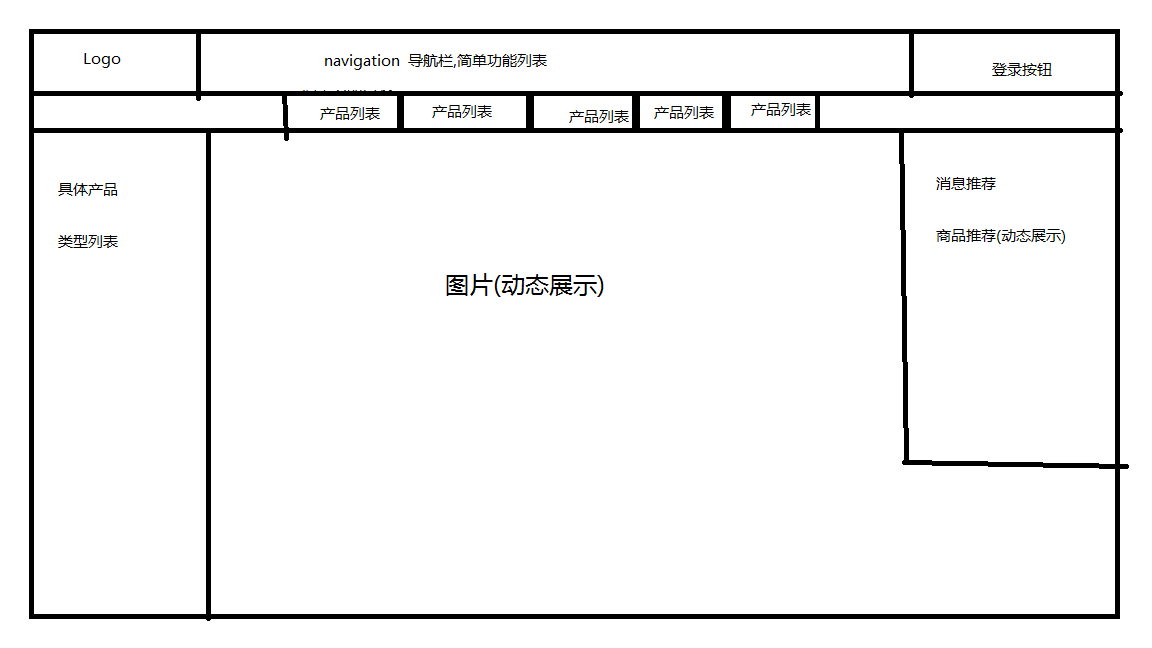 Logo
navigation 导航栏,简单功能列表
登录按钮
产品列表
产品列表
产品列表
产品列表
产品列表
具体产品
类型列表
图片(动态展示)
消息推荐
商品推荐(动态展示)